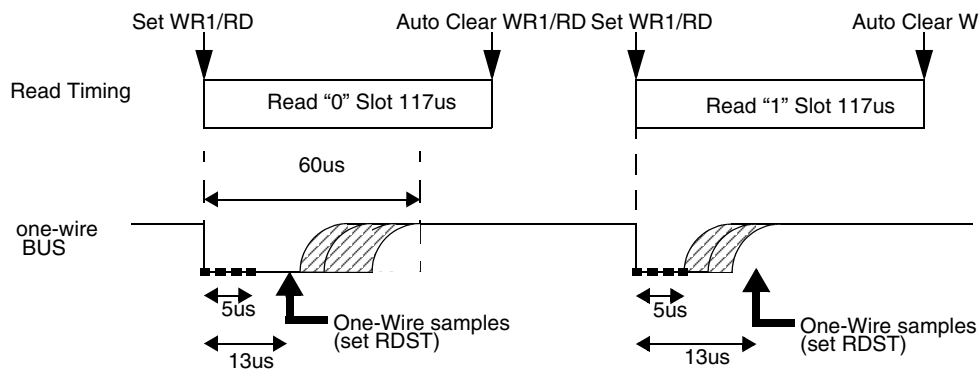 Set WR1/RD
Auto Clear WR1/RD
Set WR1/RD
Auto Clear W
Read Timing
Read “0” Slot 117us
Read “1” Slot 117us
60us
one-wire
BUS
5us
One-Wire samples
(set RDST)
13us
5us
One-Wire samples
(set RDST)
13us